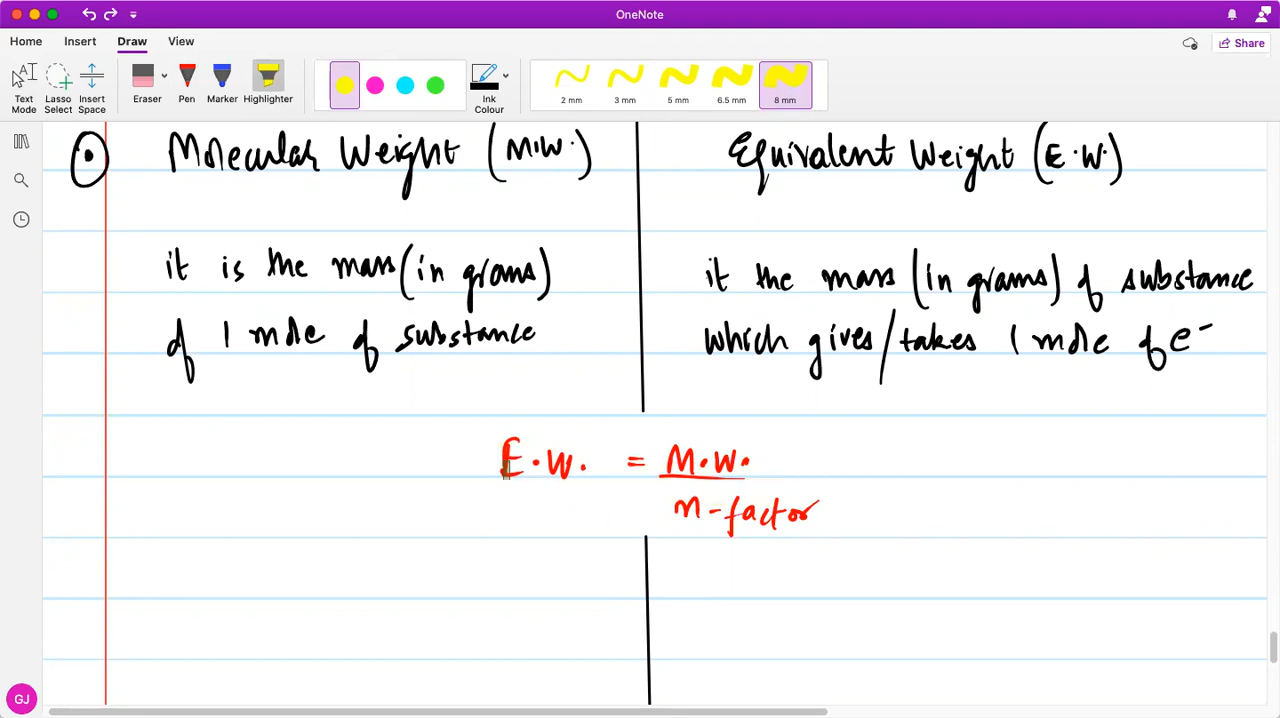 OneNote
Home Insert Draw View
Share
Text Mode
Lasso Select
Insert Space
Eraser
Pen
Marker
Highlighter
Ink Colour
2 mm
3 mm
5 mm
6.5 mm
8 mm
Molecular Weight (M.W.)
it is the mass (in grams)
of 1 mole of substance
Equivalent Weight (E.W.)
it the mass (in grams) of substance
which gives/takes 1 mole of e⁻
E.W. = M.W.
n-factor
GJ